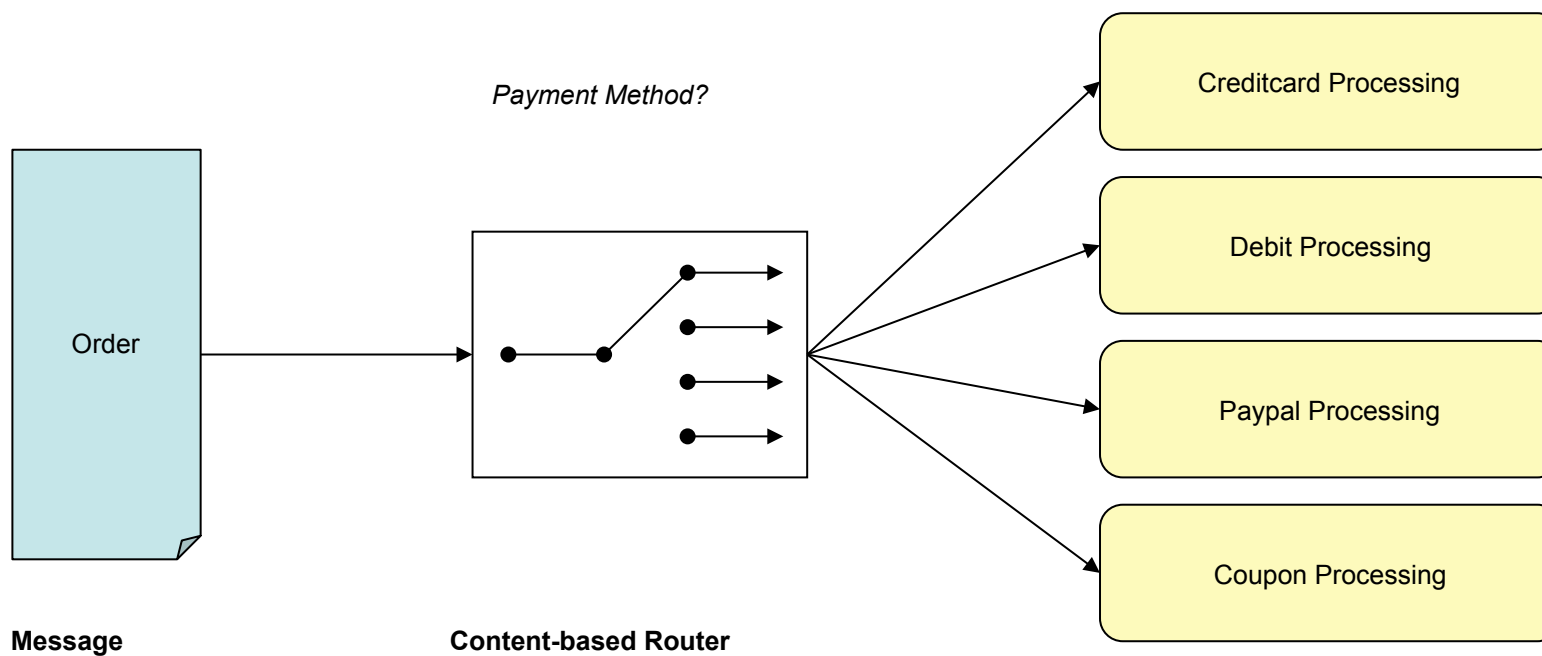 Payment Method?
Order
Creditcard Processing
Debit Processing
Paypal Processing
Coupon Processing
Message
Content-based Router